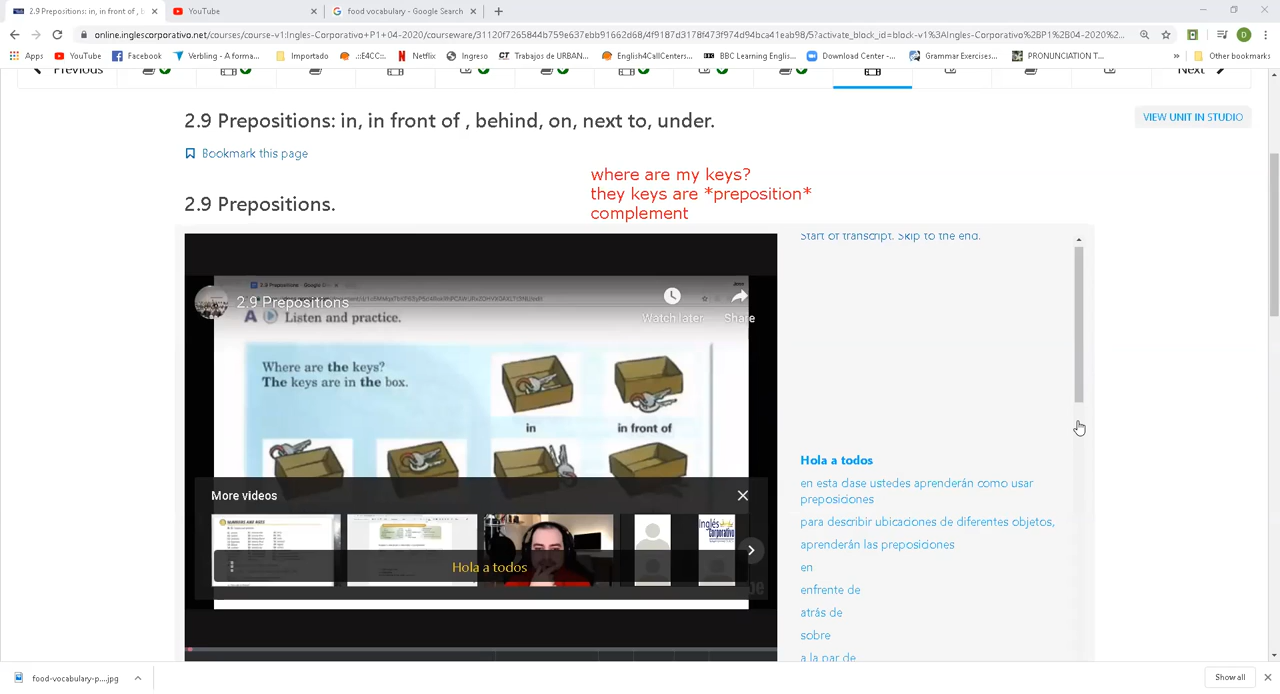 2.9 Prepositions: in, in front of , b
YouTube
food vocabulary - Google Search
online.inglescorporativo.net/courses/course-v1:Ingles-Corporativo+P1+04-2020/courseware/31120f7265844b759e637ebb91662d68/4f9187d3178f473f974d94bca41eab98/5?activate_block_id=block-v1%3AIngles-Corporativo%2BP1%2B04-2020%2...
D
Apps YouTube Facebook Verbling - A forma... Importado .::E4CC::. Netflix Ingreso Trabajos de URBAN... English4CallCenters... BBC Learning Englis... Download Center -... Grammar Exercises... PRONUNCIATION T... » Other bookmarks
Previous
Next
2.9 Prepositions: in, in front of , behind, on, next to, under.
VIEW UNIT IN STUDIO
Bookmark this page
where are my keys?
they keys are *preposition*
complement
2.9 Prepositions.
Start of transcript. Skip to the end.
2.9 Prepositions
Watch later
Share
A Listen and practice.
Where are the keys?
The keys are in the box.
in
in front of
More videos
Hola a todos
Hola a todos
en esta clase ustedes aprenderán como usar
preposiciones
para describir ubicaciones de diferentes objetos,
aprenderán las preposiciones
en
enfrente de
atrás de
sobre
a la par de
food-vocabulary-p....jpg
Show all